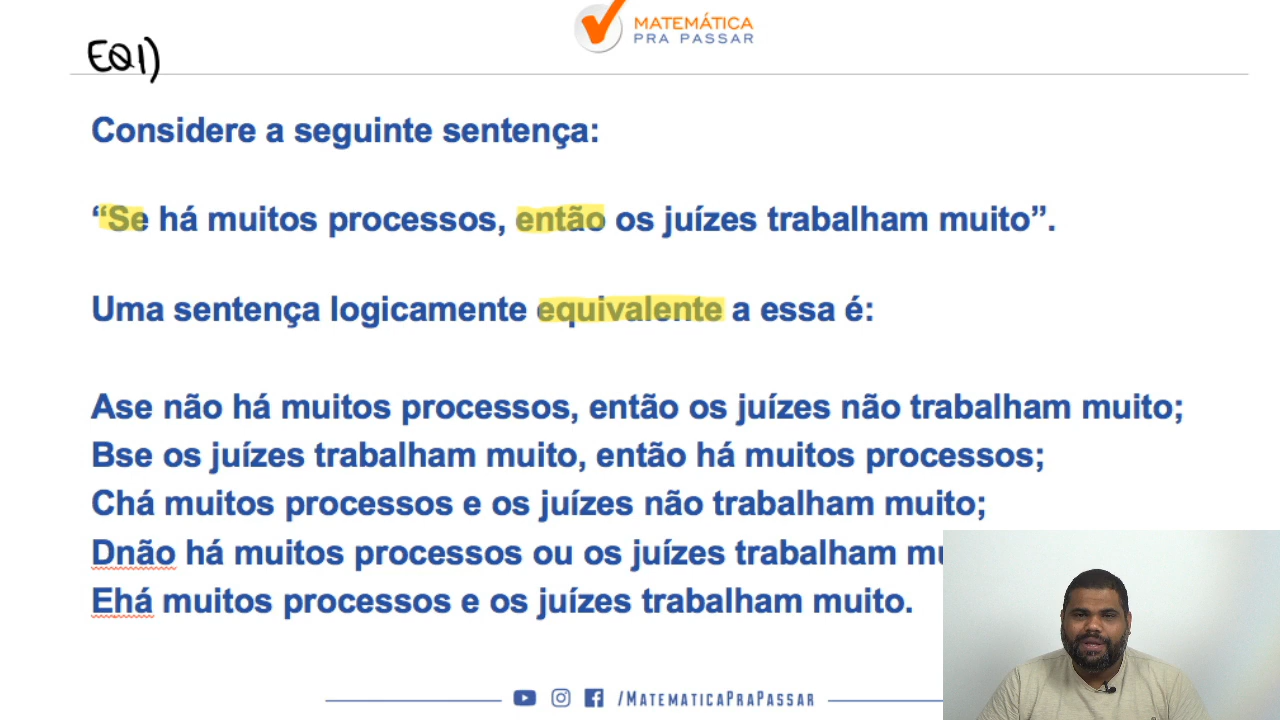 MATEMÁTICA
PRA PASSAR
EQ1)
Considere a seguinte sentença:
“Se há muitos processos, então os juízes trabalham muito”.
Uma sentença logicamente equivalente a essa é:
Ase não há muitos processos, então os juízes não trabalham muito;
Bse os juízes trabalham muito, então há muitos processos;
Chá muitos processos e os juízes não trabalham muito;
Dnão há muitos processos ou os juízes trabalham
Ehá muitos processos e os juízes trabalham muito.
/MATEMATICAPRAPASSAR